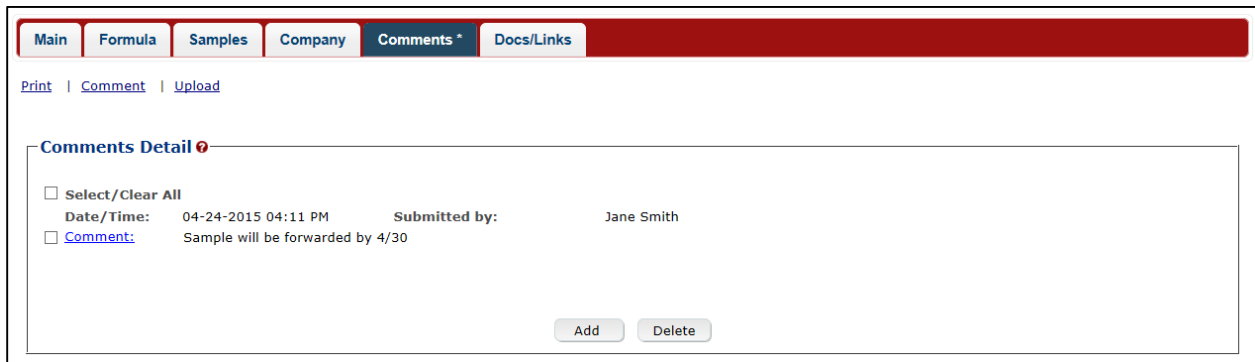 Main Formula Samples Company Comments * Docs/Links
Print | Comment | Upload
Comments Detail ?
Select/Clear All
Date/Time: 04-24-2015 04:11 PM Submitted by: Jane Smith
Comment: Sample will be forwarded by 4/30
Add Delete